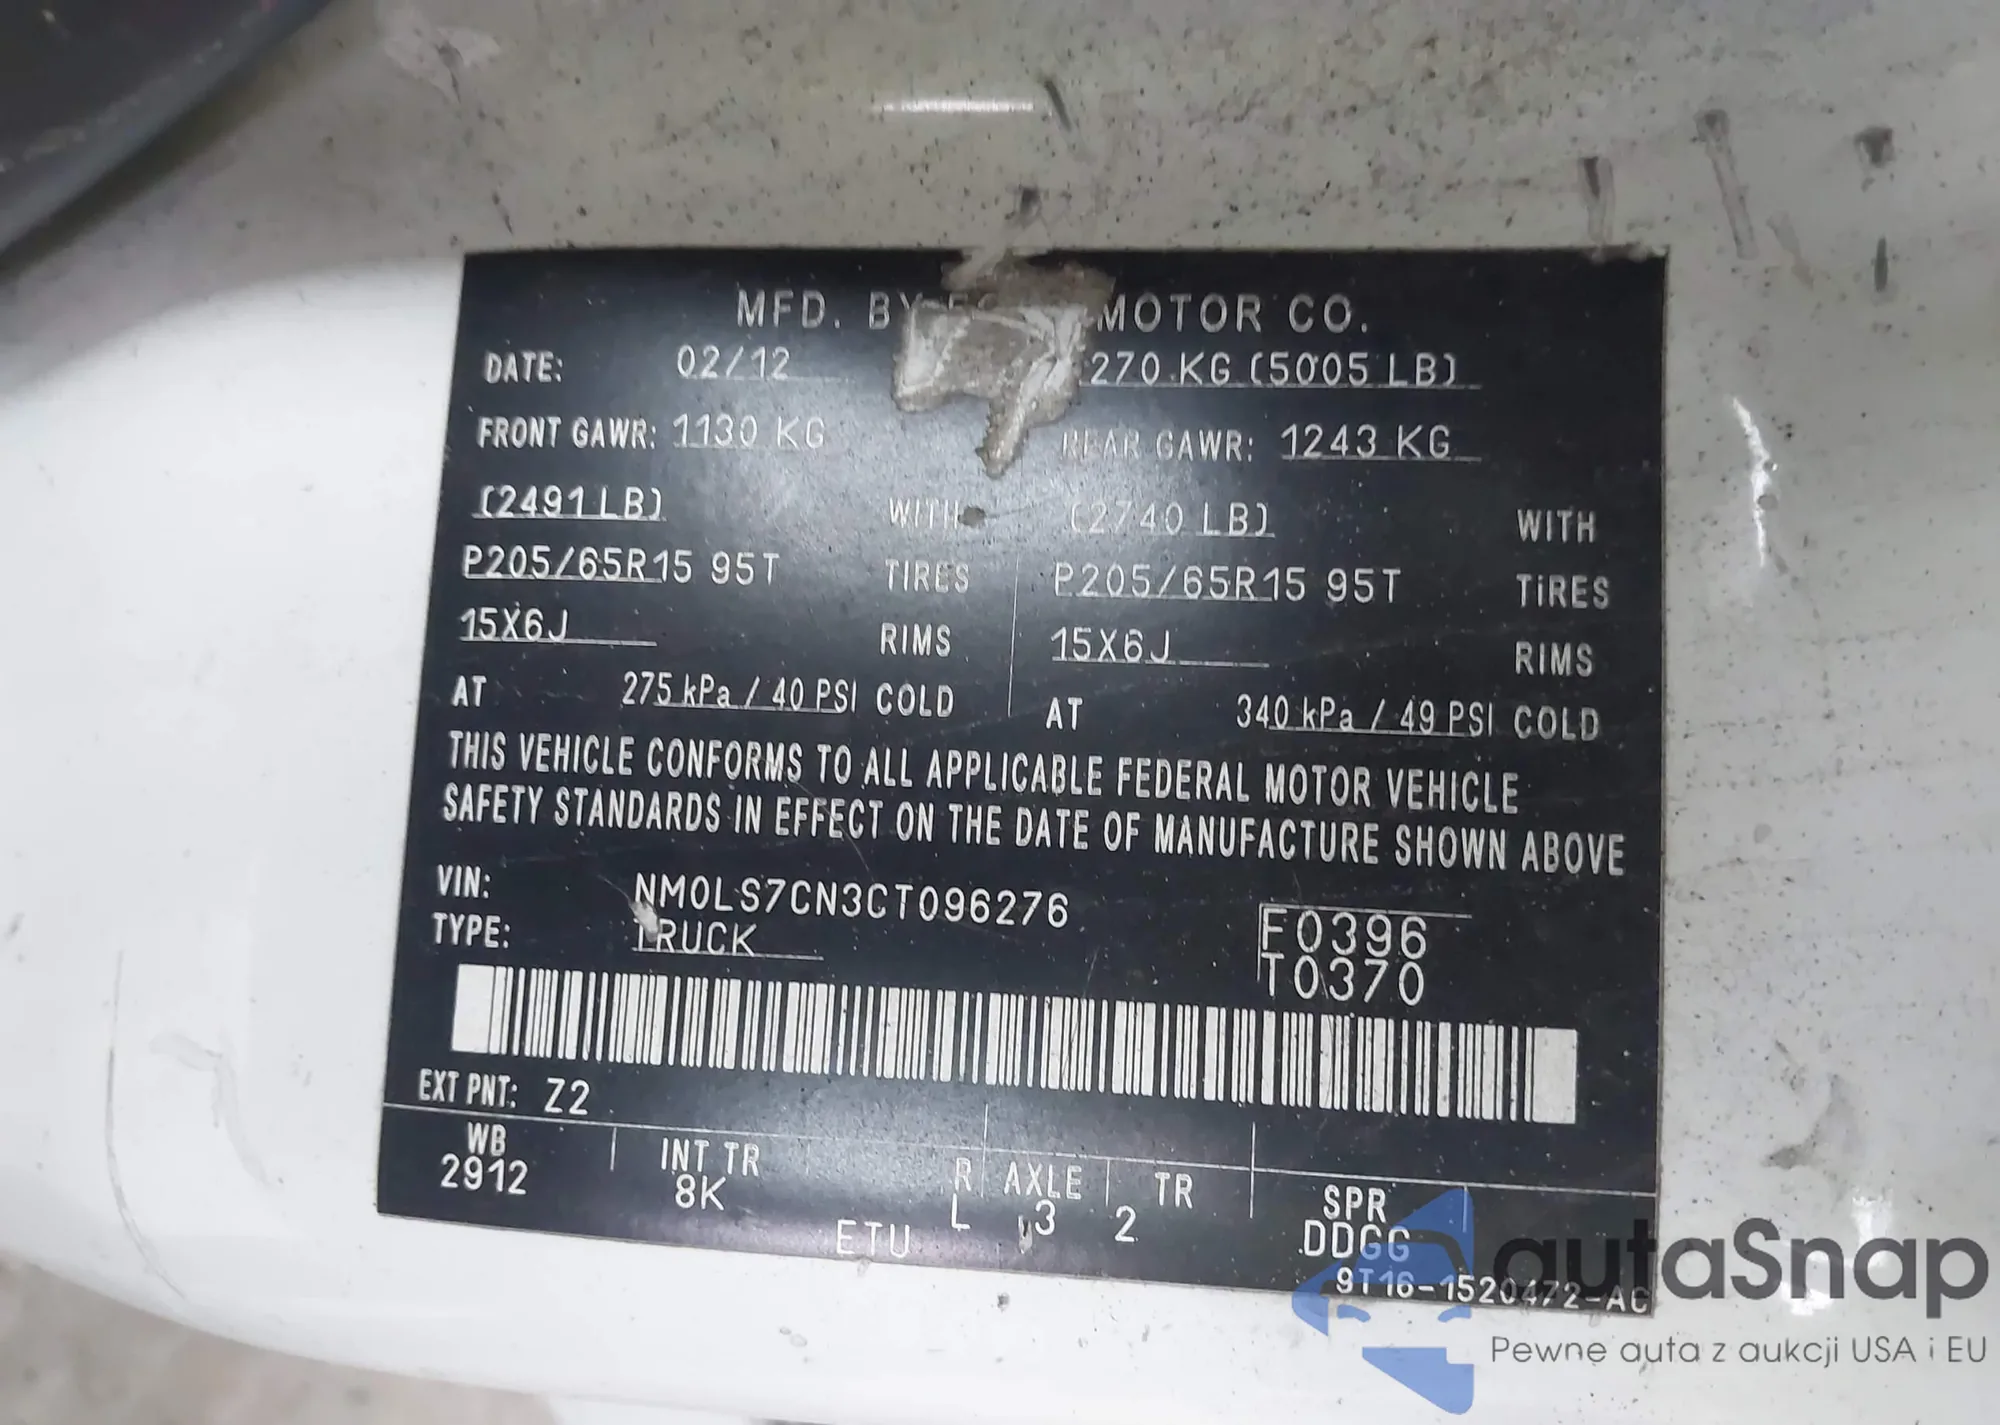 MFD. BY MOTOR CO.
DATE: 02/12 270 KG (5005 LB)
FRONT GAWR: 1130 KG REAR GAWR: 1243 KG
(2491 LB) WITH (2740 LB) WITH
P205/65R15 95T TIRES P205/65R15 95T TIRES
15X6J RIMS 15X6J RIMS
AT 275 kPa / 40 PSI COLD AT 340 kPa / 49 PSI COLD
THIS VEHICLE CONFORMS TO ALL APPLICABLE FEDERAL MOTOR VEHICLE
SAFETY STANDARDS IN EFFECT ON THE DATE OF MANUFACTURE SHOWN ABOVE
VIN: NM0LS7CN3CT096276 F0396
TYPE: TRUCK T0370
EXT PNT: Z2
WB INT TR R AXLE TR SPR
2912 8K L 3 2 DDGG
ETU
9T16-1520472-AC
autaSnap
Pewne auta z aukcji USA i EU